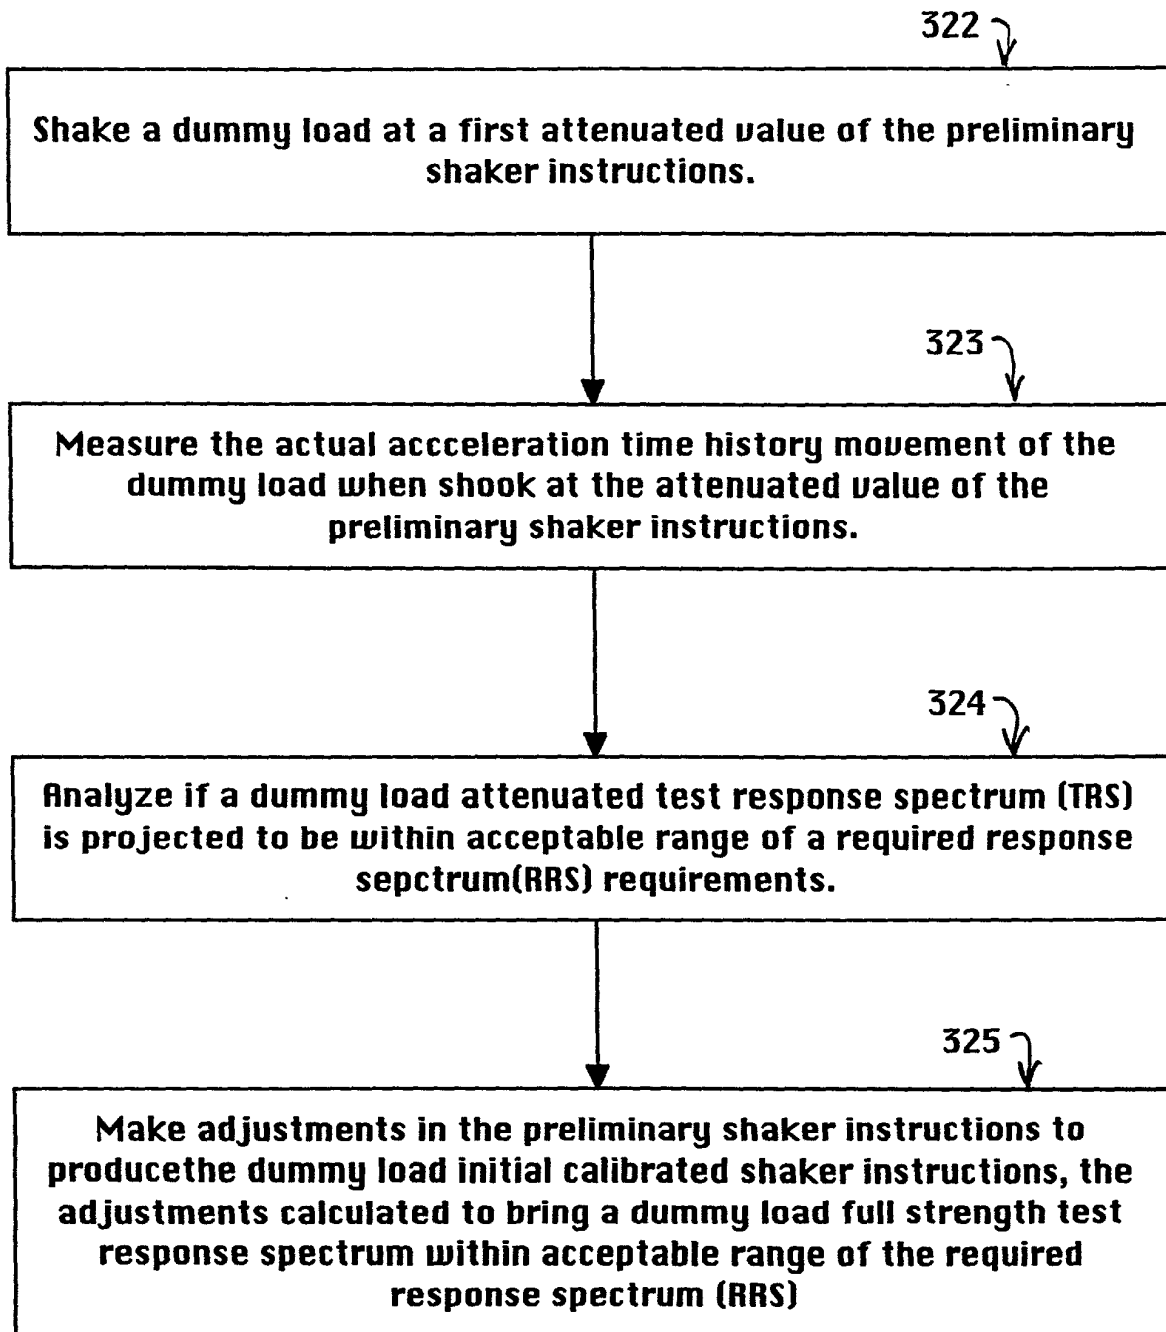 322
Shake a dummy load at a first attenuated value of the preliminary
shaker instructions.
323
Measure the actual accceleration time history movement of the
dummy load when shook at the attenuated value of the
preliminary shaker instructions.
324
Analyze if a dummy load attenuated test response spectrum (TRS)
is projected to be within acceptable range of a required response
sepctrum(RRS) requirements.
325
Make adjustments in the preliminary shaker instructions to
producethe dummy load initial calibrated shaker instructions, the
adjustments calculated to bring a dummy load full strength test
response spectrum within acceptable range of the required
response spectrum (RRS)